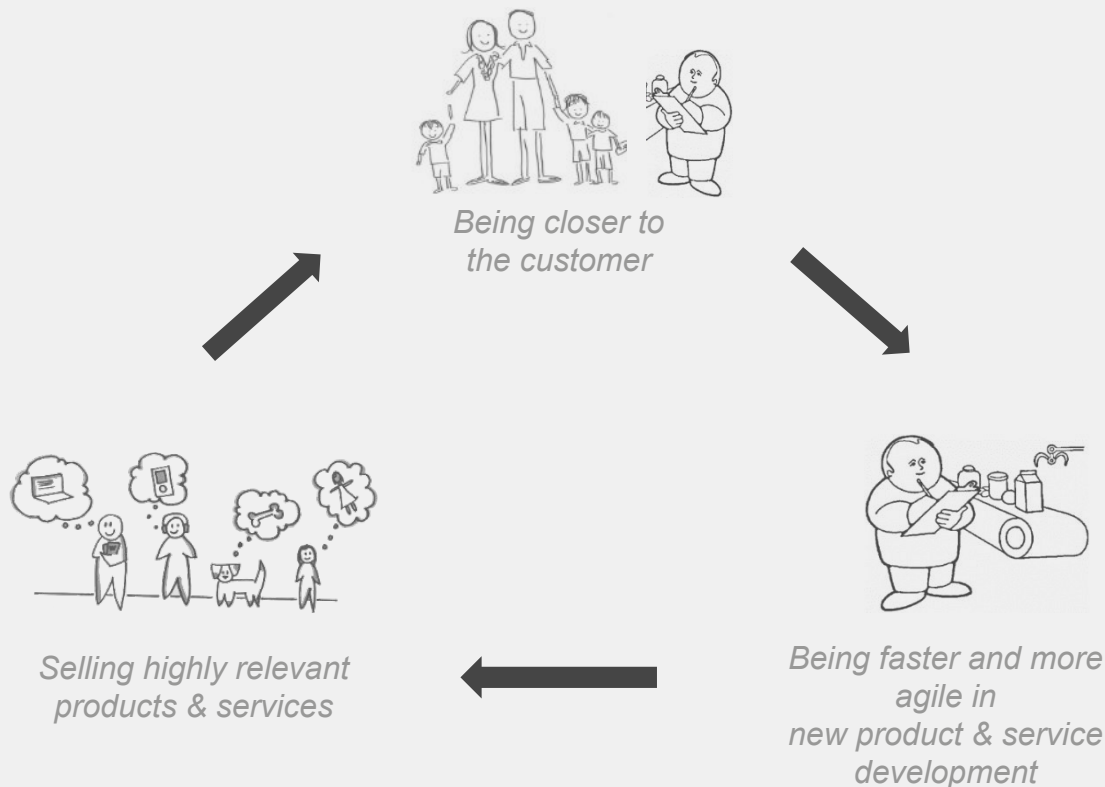 Being closer to
the customer
Selling highly relevant
products & services
Being faster and more
agile in
new product & service
development